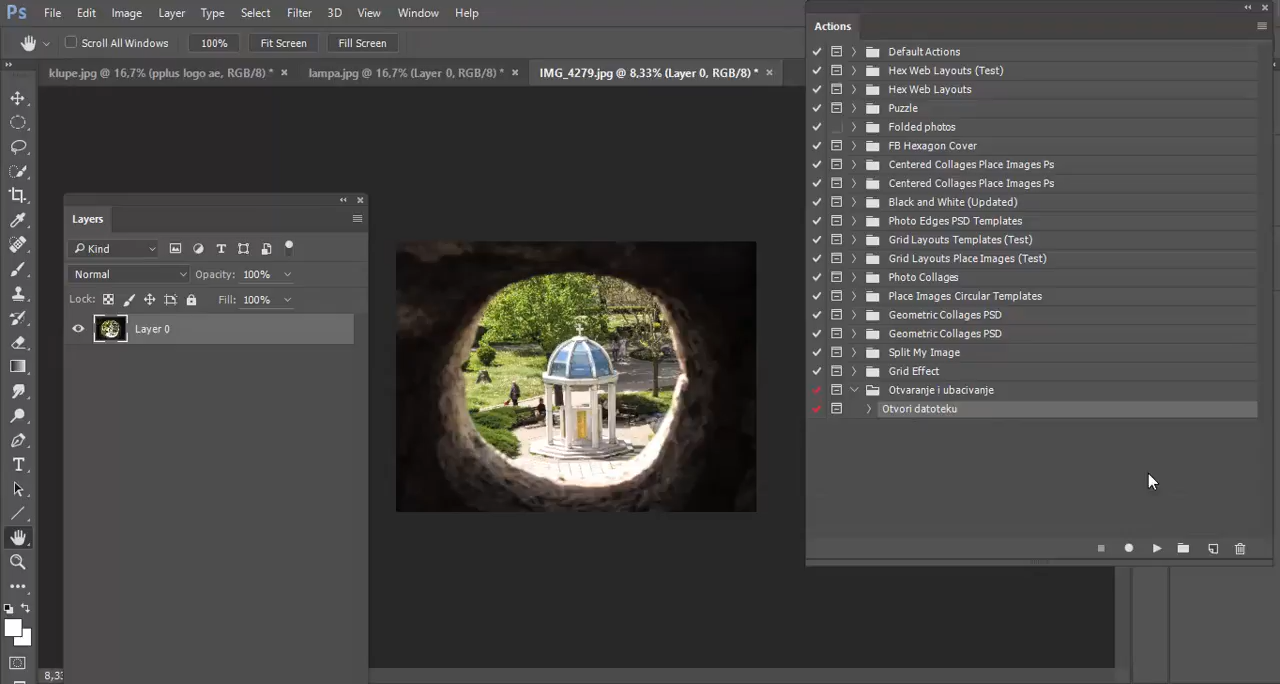 Ps File Edit Image Layer Type Select Filter 3D View Window Help
Scroll All Windows 100% Fit Screen Fill Screen
klupe.jpg @ 16,7% (pplus logo ae, RGB/8) * lampa.jpg @ 16.7% (Layer 0, RGB/8) * IMG_4279.jpg @ 8,33% (Layer 0, RGB/8) *
Layers
Kind
Normal Opacity: 100%
Lock: Fill: 100%
Layer 0
Actions
Default Actions
Hex Web Layouts (Test)
Hex Web Layouts
Puzzle
Folded photos
FB Hexagon Cover
Centered Collages Place Images Ps
Centered Collages Place Images Ps
Black and White (Updated)
Photo Edges PSD Templates
Grid Layouts Templates (Test)
Grid Layouts Place Images (Test)
Photo Collages
Place Images Circular Templates
Geometric Collages PSD
Geometric Collages PSD
Split My Image
Grid Effect
Otvaranje i ubacivanje
Otvori datoteku